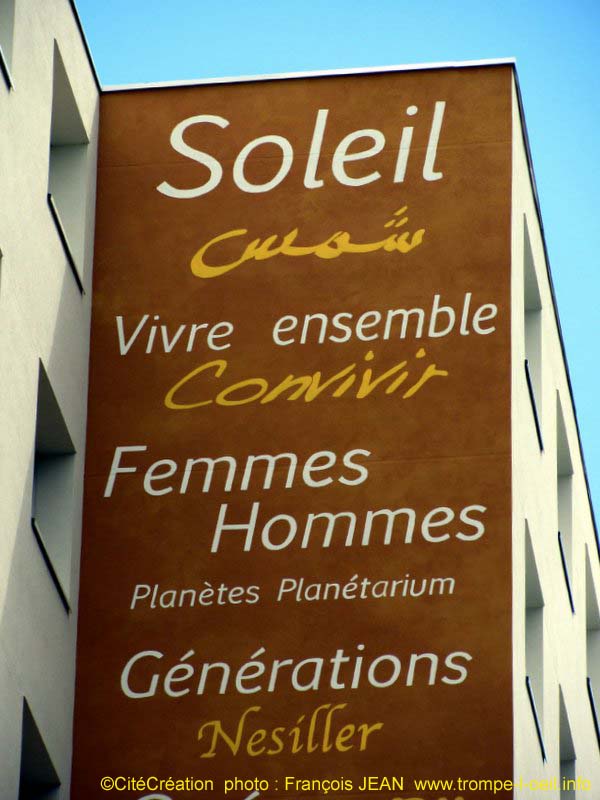 Soleil
شمس
Vivre ensemble
Convivir
Femmes
Hommes
Planètes Planétarium
Générations
Nesiller
©CitéCréation photo : François JEAN www.trompe-l-oeil.info